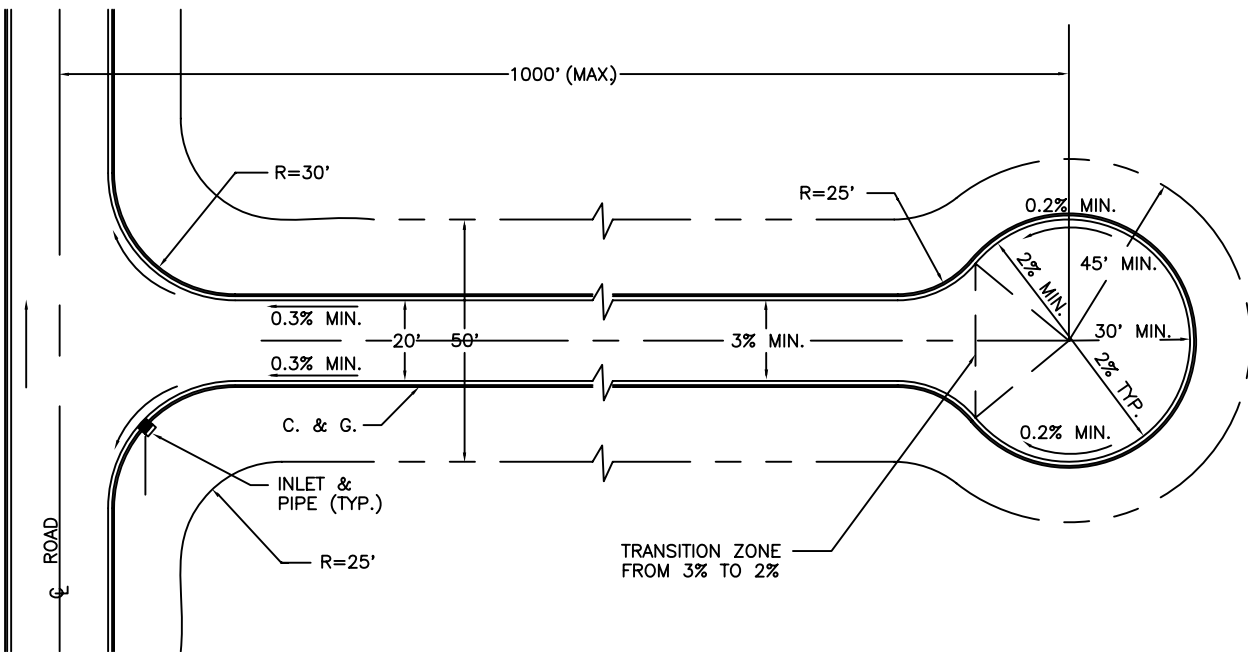 1000' (MAX.)
R=30'
R=25'
0.2% MIN.
2% MIN.
45' MIN.
0.3% MIN.
20'
50'
3% MIN.
30' MIN.
0.3% MIN.
2% TYP.
C. & G.
0.2% MIN.
INLET &
PIPE (TYP.)
R=25'
TRANSITION ZONE
FROM 3% TO 2%
℄ ROAD